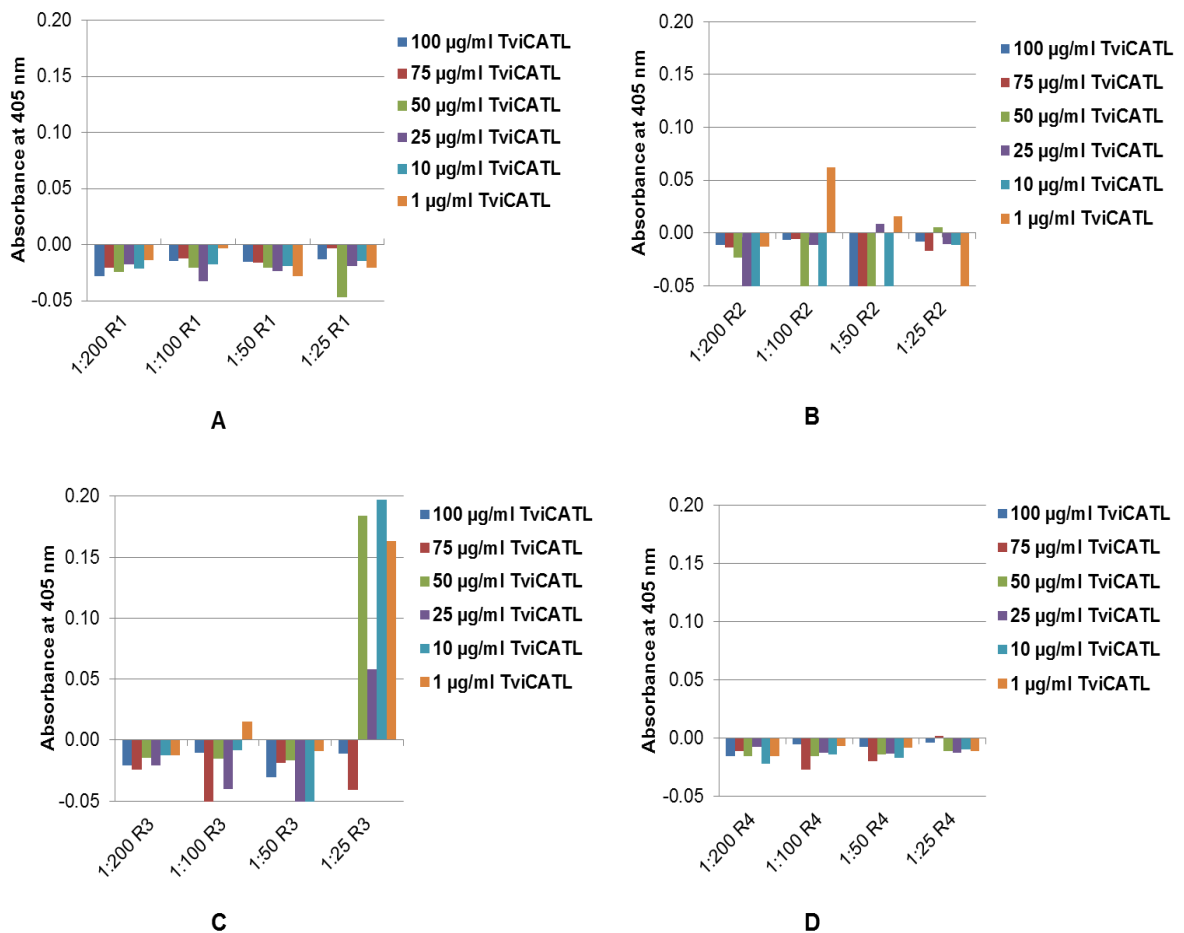 Absorbance at 405 nm
0.20
0.15
0.10
0.05
0.00
-0.05
1:200 R1
1:100 R1
1:50 R1
1:25 R1
100 µg/ml TviCATL
75 µg/ml TviCATL
50 µg/ml TviCATL
25 µg/ml TviCATL
10 µg/ml TviCATL
1 µg/ml TviCATL
A
Absorbance at 405 nm
0.20
0.15
0.10
0.05
0.00
-0.05
1:200 R2
1:100 R2
1:50 R2
1:25 R2
100 µg/ml TviCATL
75 µg/ml TviCATL
50 µg/ml TviCATL
25 µg/ml TviCATL
10 µg/ml TviCATL
1 µg/ml TviCATL
B
Absorbance at 405 nm
0.20
0.15
0.10
0.05
0.00
-0.05
1:200 R3
1:100 R3
1:50 R3
1:25 R3
100 µg/ml TviCATL
75 µg/ml TviCATL
50 µg/ml TviCATL
25 µg/ml TviCATL
10 µg/ml TviCATL
1 µg/ml TviCATL
C
Absorbance at 405 nm
0.20
0.15
0.10
0.05
0.00
-0.05
1:200 R4
1:100 R4
1:50 R4
1:25 R4
100 µg/ml TviCATL
75 µg/ml TviCATL
50 µg/ml TviCATL
25 µg/ml TviCATL
10 µg/ml TviCATL
1 µg/ml TviCATL
D